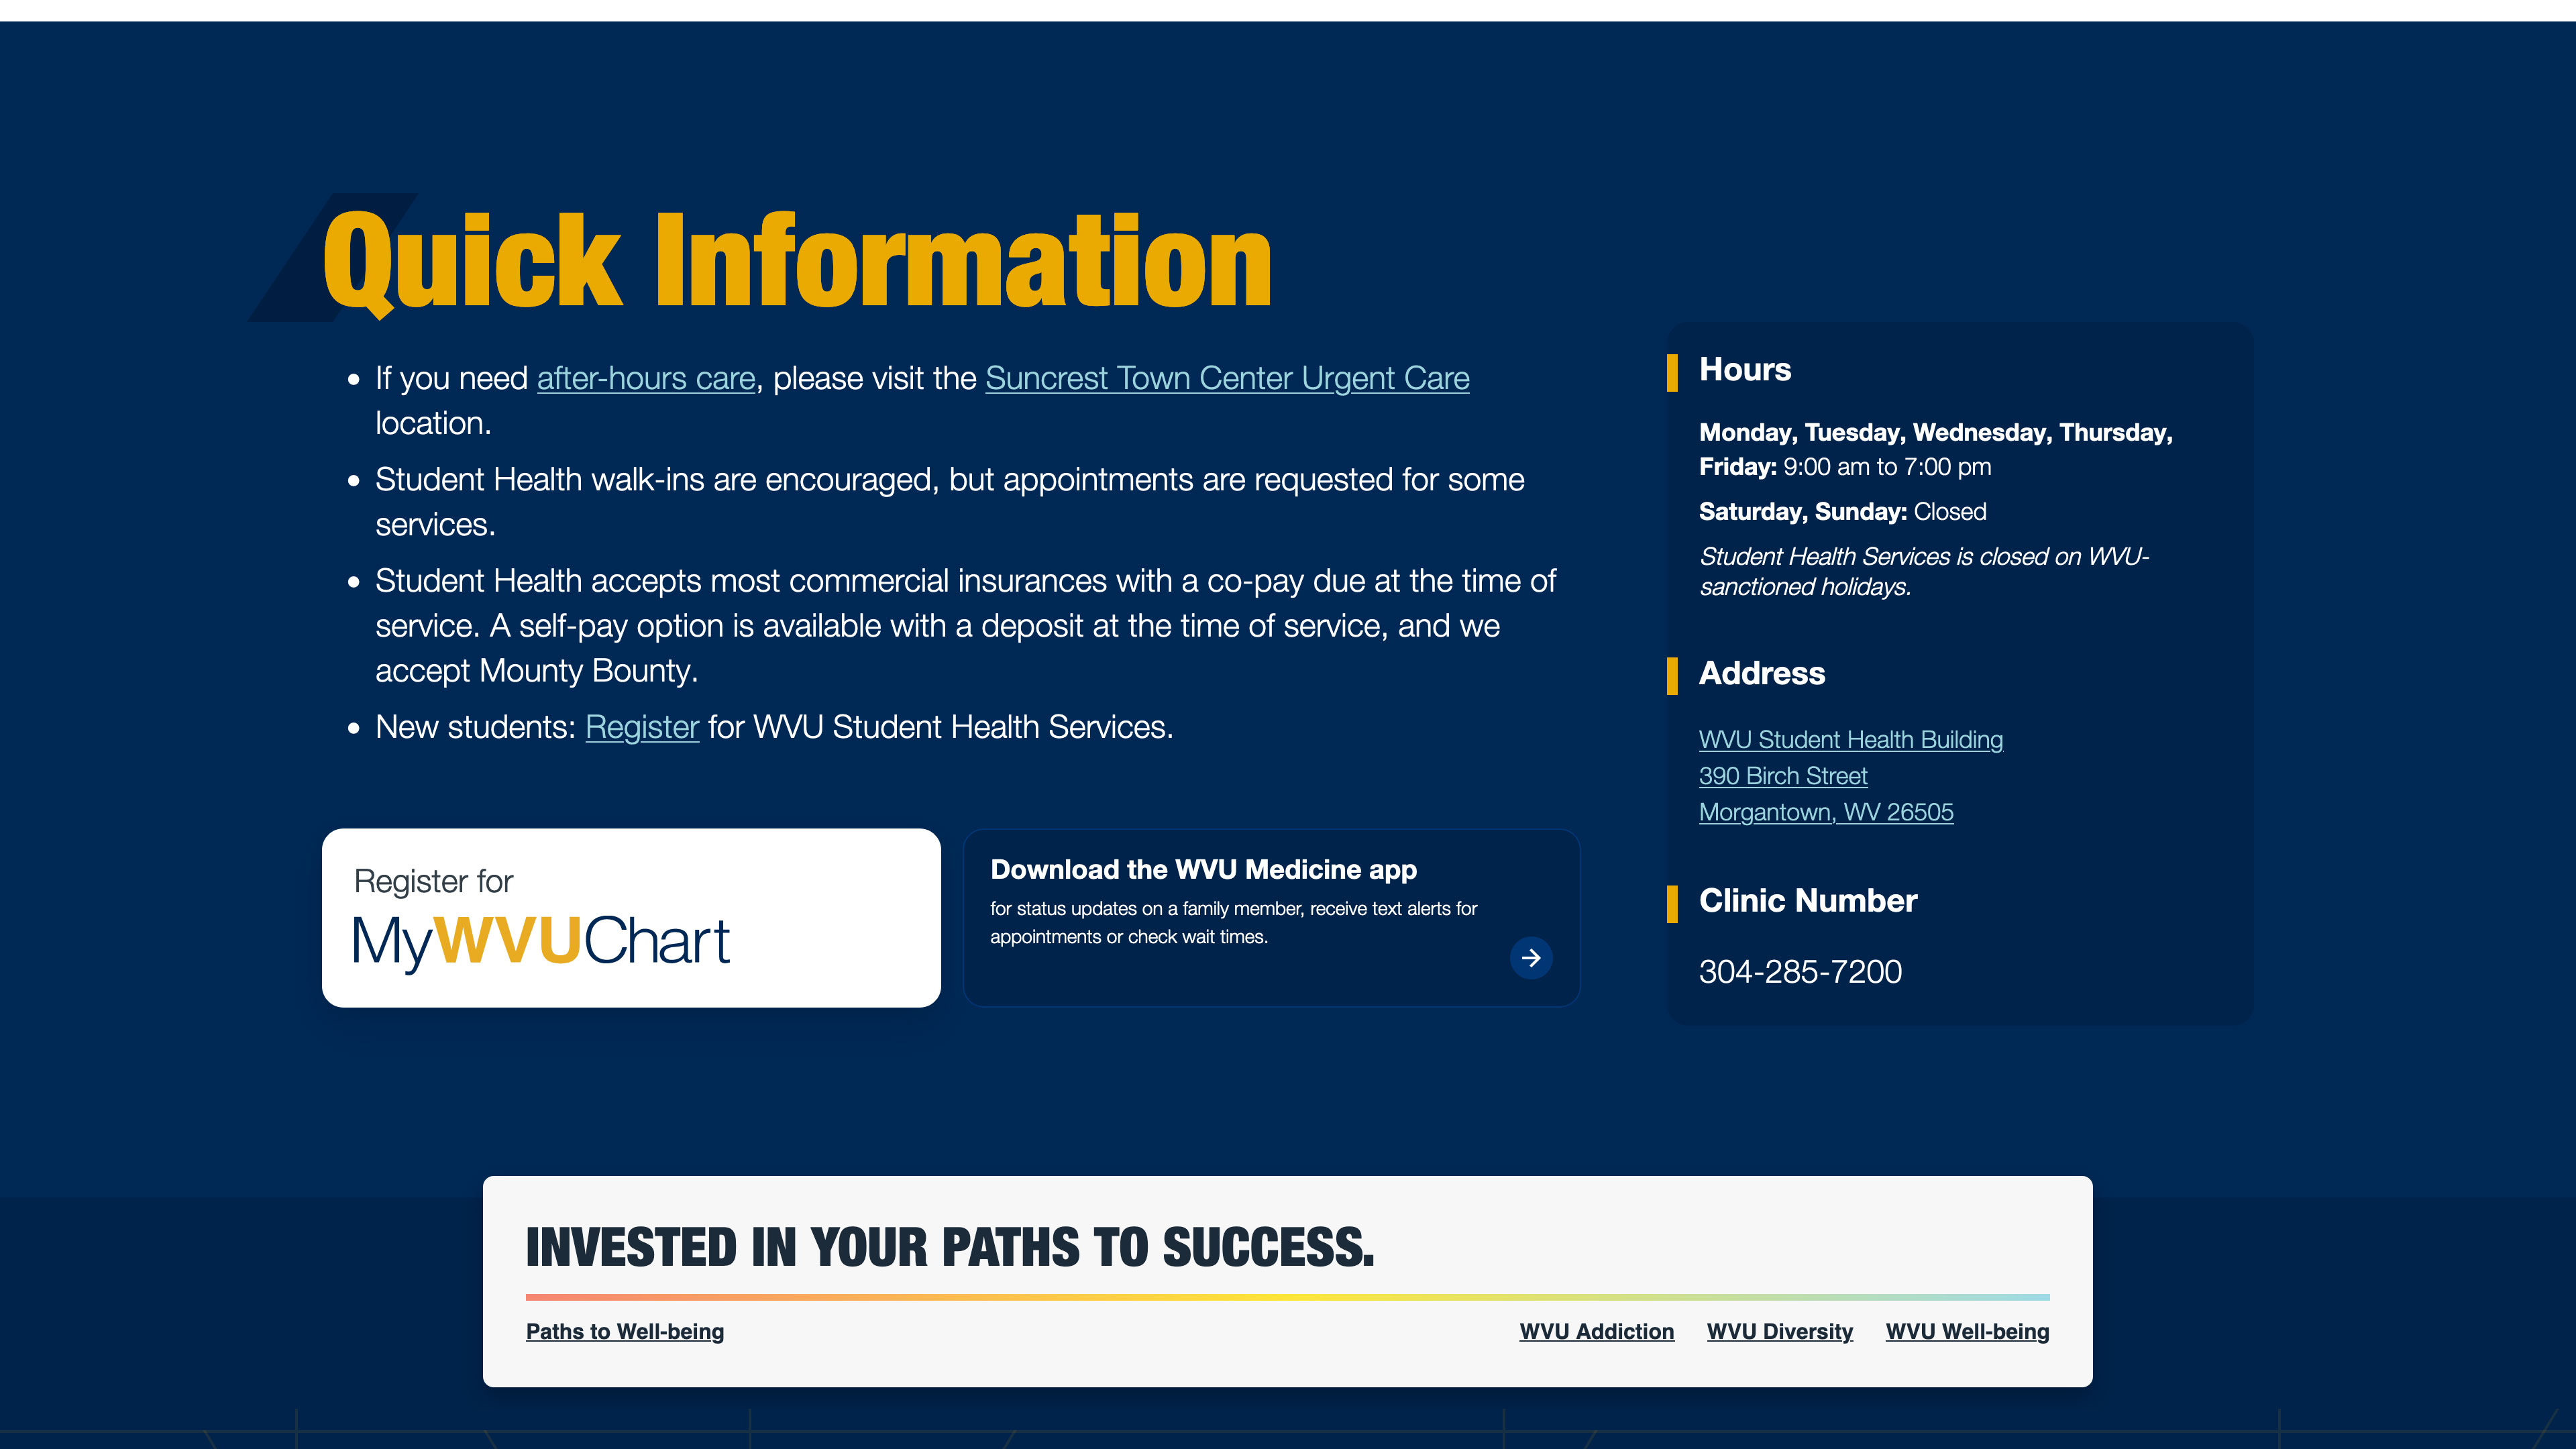 Quick Information
If you need after-hours care, please visit the Suncrest Town Center Urgent Care
location.
Student Health walk-ins are encouraged, but appointments are requested for some
services.
Student Health accepts most commercial insurances with a co-pay due at the time of
service. A self-pay option is available with a deposit at the time of service, and we
accept Mounty Bounty.
New students: Register for WVU Student Health Services.
Register for
MyWVUChart
Download the WVU Medicine app
for status updates on a family member, receive text alerts for
appointments or check wait times.
Hours
Monday, Tuesday, Wednesday, Thursday,
Friday: 9:00 am to 7:00 pm
Saturday, Sunday: Closed
Student Health Services is closed on WVU-
sanctioned holidays.
Address
WVU Student Health Building
390 Birch Street
Morgantown, WV 26505
Clinic Number
304-285-7200
INVESTED IN YOUR PATHS TO SUCCESS.
Paths to Well-being
WVU Addiction
WVU Diversity
WVU Well-being